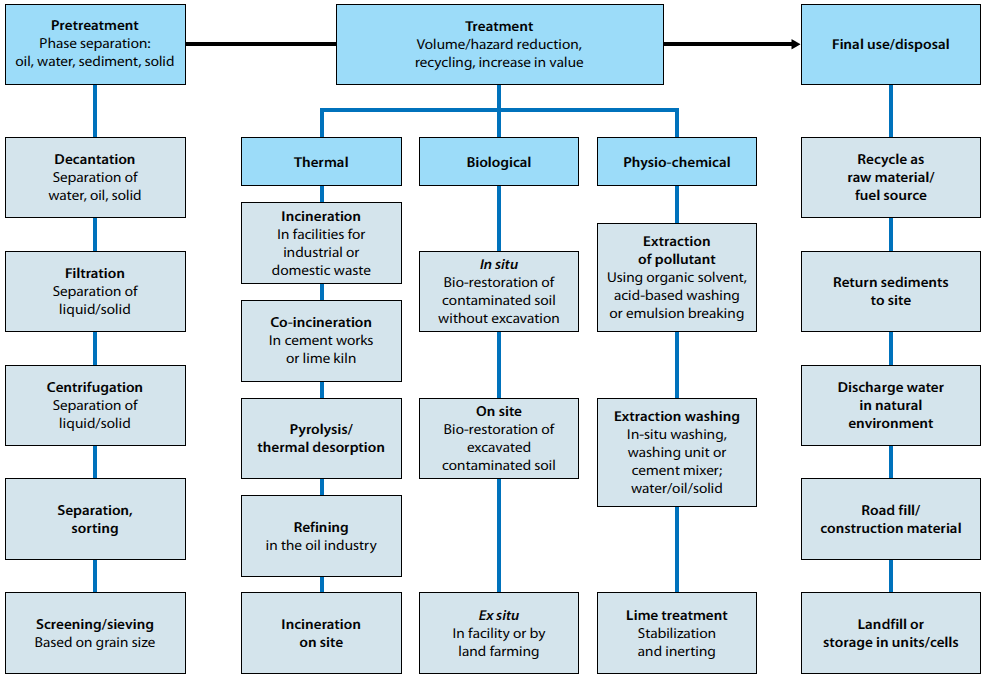 Pretreatment
Phase separation:
oil, water, sediment, solid
Treatment
Volume/hazard reduction,
recycling, increase in value
Final use/disposal
Decantation
Separation of
water, oil, solid
Filtration
Separation of
liquid/solid
Centrifugation
Separation of
liquid/solid
Separation,
sorting
Screening/sieving
Based on grain size
Thermal
Incineration
In facilities for
industrial or
domestic waste
Co-incineration
In cement works
or lime kiln
Pyrolysis/
thermal desorption
Refining
in the oil industry
Incineration
on site
Biological
In situ
Bio-restoration of
contaminated soil
without excavation
On site
Bio-restoration of
excavated
contaminated soil
Ex situ
In facility or by
land farming
Physio-chemical
Extraction
of pollutant
Using organic solvent,
acid-based washing
or emulsion breaking
Extraction washing
In-situ washing,
washing unit or
cement mixer;
water/oil/solid
Lime treatment
Stabilization
and inerting
Recycle as
raw material/
fuel source
Return sediments
to site
Discharge water
in natural
environment
Road fill/
construction material
Landfill or
storage in units/cells